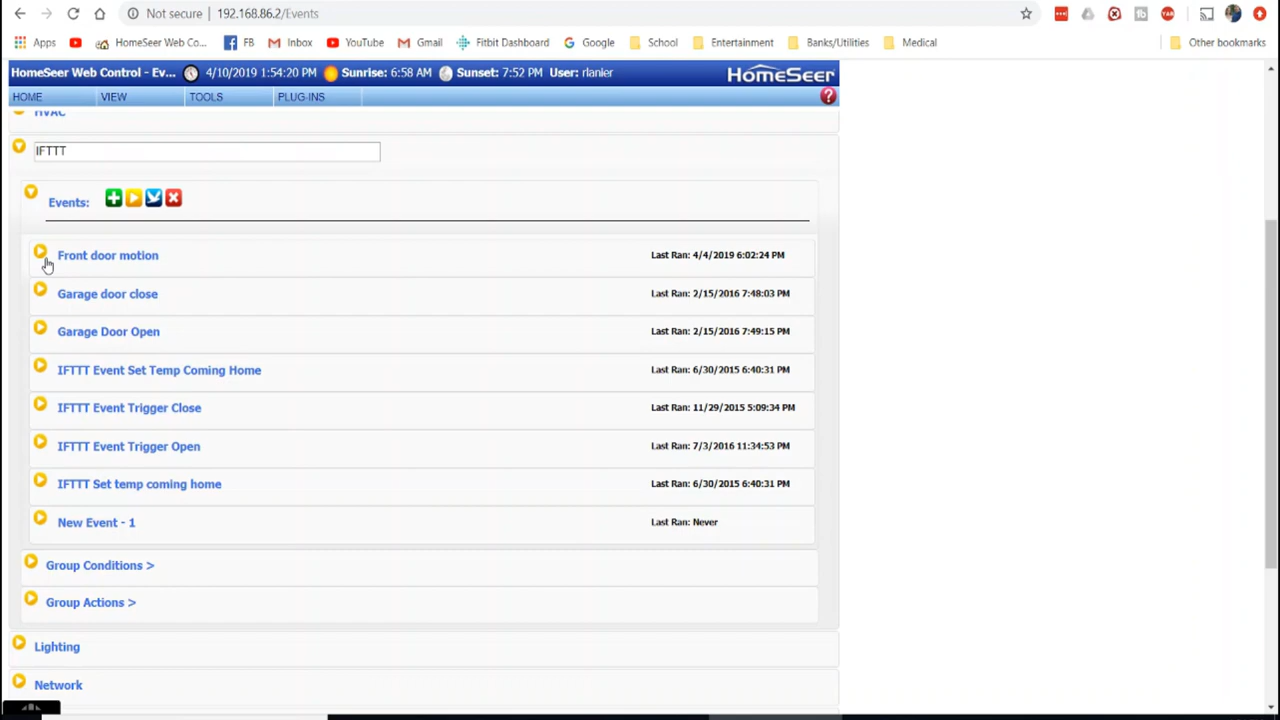 Not secure | 192.168.86.2/Events
Apps HomeSeer Web Co... FB Inbox YouTube Gmail Fitbit Dashboard Google School Entertainment Banks/Utilities Medical Other bookmarks
HomeSeer Web Control - Ev... 4/10/2019 1:54:20 PM Sunrise: 6:58 AM Sunset: 7:52 PM User: rlanier HomeSeer
HOME VIEW TOOLS PLUG-INS ?
HVAC
IFTTT
Events:
Front door motion Last Ran: 4/4/2019 6:02:24 PM
Garage door close Last Ran: 2/15/2016 7:48:03 PM
Garage Door Open Last Ran: 2/15/2016 7:49:15 PM
IFTTT Event Set Temp Coming Home Last Ran: 6/30/2015 6:40:31 PM
IFTTT Event Trigger Close Last Ran: 11/29/2015 5:09:34 PM
IFTTT Event Trigger Open Last Ran: 7/3/2016 11:34:53 PM
IFTTT Set temp coming home Last Ran: 6/30/2015 6:40:31 PM
New Event - 1 Last Ran: Never
Group Conditions >
Group Actions >
Lighting
Network